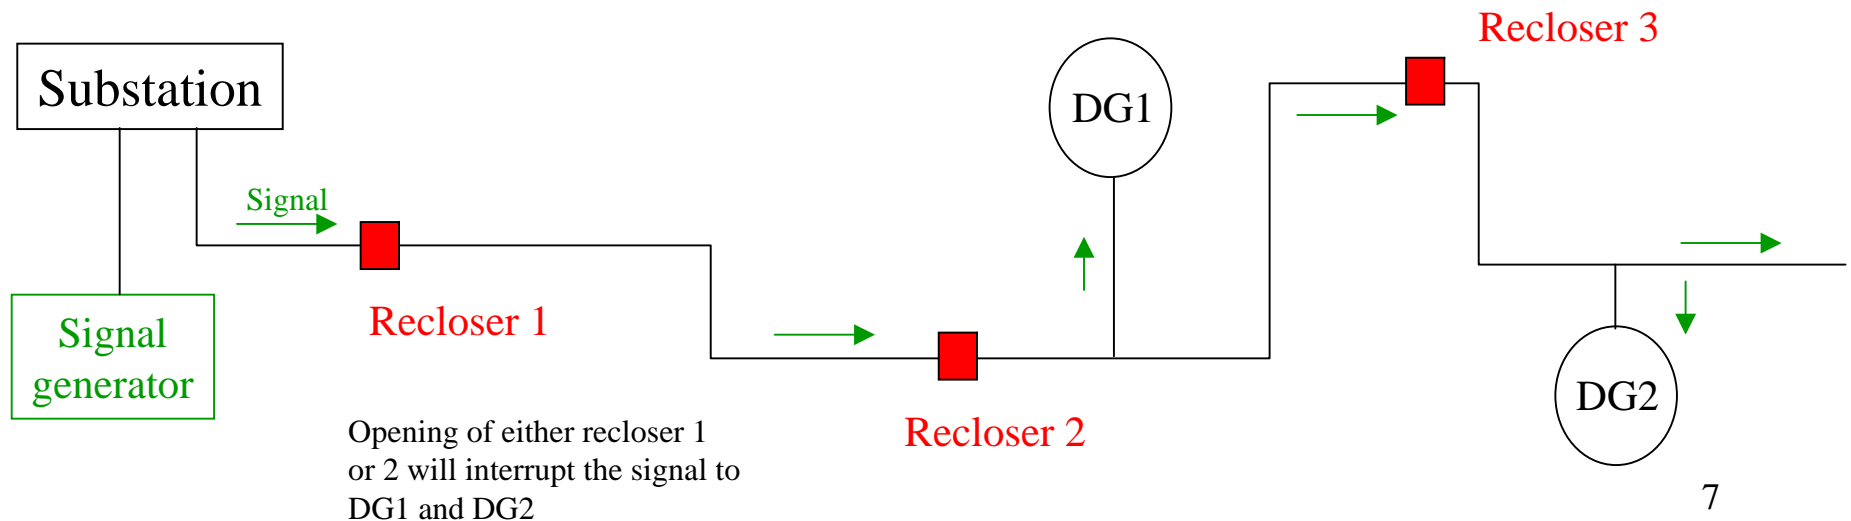 Recloser 3
Substation
DG1
Signal
Recloser 1
Signal
generator
Recloser 2
DG2
Opening of either recloser 1
or 2 will interrupt the signal to
DG1 and DG2
7